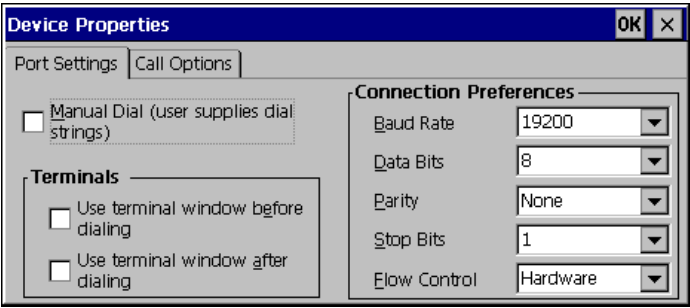 Device Properties OK ×
Port Settings Call Options
Manual Dial (user supplies dial
strings)
Terminals
Use terminal window before
dialing
Use terminal window after
dialing
Connection Preferences
Baud Rate 19200
Data Bits 8
Parity None
Stop Bits 1
Flow Control Hardware